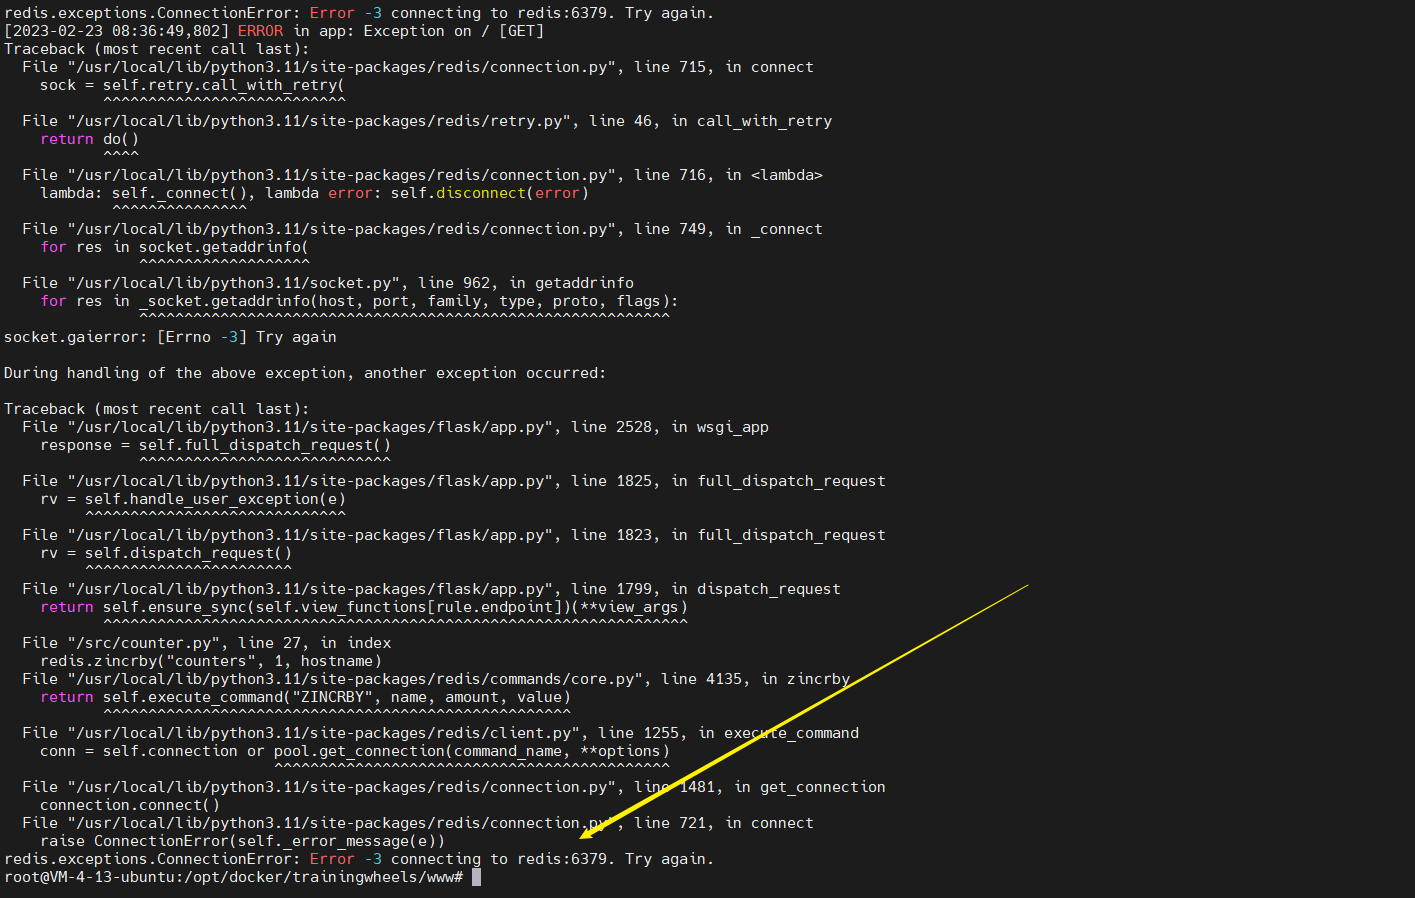 redis.exceptions.ConnectionError: Error -3 connecting to redis:6379. Try again.
[2023-02-23 08:36:49,802] ERROR in app: Exception on / [GET]
Traceback (most recent call last):
  File "/usr/local/lib/python3.11/site-packages/redis/connection.py", line 715, in connect
    sock = self.retry.call_with_retry(
           ^^^^^^^^^^^^^^^^^^^^^^^^^^^
  File "/usr/local/lib/python3.11/site-packages/redis/retry.py", line 46, in call_with_retry
    return do()
           ^^^^
  File "/usr/local/lib/python3.11/site-packages/redis/connection.py", line 716, in <lambda>
    lambda: self._connect(), lambda error: self.disconnect(error)
            ^^^^^^^^^^^^^^^
  File "/usr/local/lib/python3.11/site-packages/redis/connection.py", line 749, in _connect
    for res in socket.getaddrinfo(
               ^^^^^^^^^^^^^^^^^^^
  File "/usr/local/lib/python3.11/socket.py", line 962, in getaddrinfo
    for res in _socket.getaddrinfo(host, port, family, type, proto, flags):
               ^^^^^^^^^^^^^^^^^^^^^^^^^^^^^^^^^^^^^^^^^^^^^^^^^^^^^^^^^^^
socket.gaierror: [Errno -3] Try again

During handling of the above exception, another exception occurred:

Traceback (most recent call last):
  File "/usr/local/lib/python3.11/site-packages/flask/app.py", line 2528, in wsgi_app
    response = self.full_dispatch_request()
               ^^^^^^^^^^^^^^^^^^^^^^^^^^^^
  File "/usr/local/lib/python3.11/site-packages/flask/app.py", line 1825, in full_dispatch_request
    rv = self.handle_user_exception(e)
         ^^^^^^^^^^^^^^^^^^^^^^^^^^^^^
  File "/usr/local/lib/python3.11/site-packages/flask/app.py", line 1823, in full_dispatch_request
    rv = self.dispatch_request()
         ^^^^^^^^^^^^^^^^^^^^^^^
  File "/usr/local/lib/python3.11/site-packages/flask/app.py", line 1799, in dispatch_request
    return self.ensure_sync(self.view_functions[rule.endpoint])(**view_args)
           ^^^^^^^^^^^^^^^^^^^^^^^^^^^^^^^^^^^^^^^^^^^^^^^^^^^^^^^^^^^^^^^^^
  File "/src/counter.py", line 27, in index
    redis.zincrby("counters", 1, hostname)
  File "/usr/local/lib/python3.11/site-packages/redis/commands/core.py", line 4135, in zincrby
    return self.execute_command("ZINCRBY", name, amount, value)
           ^^^^^^^^^^^^^^^^^^^^^^^^^^^^^^^^^^^^^^^^^^^^^^^^^^^^
  File "/usr/local/lib/python3.11/site-packages/redis/client.py", line 1255, in execute_command
    conn = self.connection or pool.get_connection(command_name, **options)
                              ^^^^^^^^^^^^^^^^^^^^^^^^^^^^^^^^^^^^^^^^^^^^
  File "/usr/local/lib/python3.11/site-packages/redis/connection.py", line 1481, in get_connection
    connection.connect()
  File "/usr/local/lib/python3.11/site-packages/redis/connection.py", line 721, in connect
    raise ConnectionError(self._error_message(e))
redis.exceptions.ConnectionError: Error -3 connecting to redis:6379. Try again.
root@VM-4-13-ubuntu:/opt/docker/trainingwheels/www#